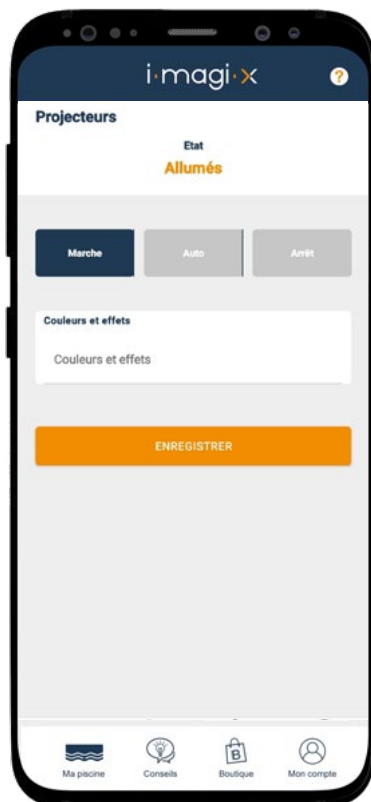 i·magi·x
?
Projecteurs
Etat
Allumés
Marche
Auto
Arrêt
Couleurs et effets
Couleurs et effets
ENREGISTRER
B
Ma piscine
Conseils
Boutique
Mon compte